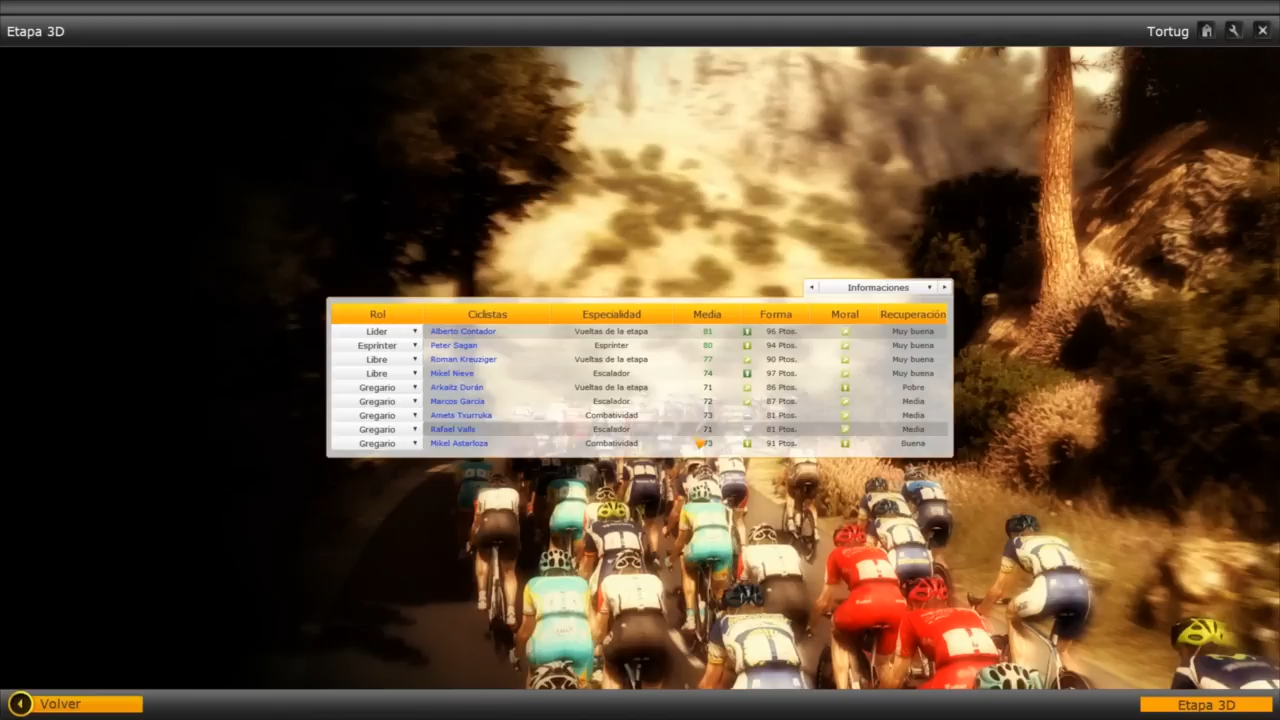 Etapa 3D Tortug
Informaciones
Rol Ciclistas Especialidad Media Forma Moral Recuperación
Lider Alberto Contador Vueltas de la etapa 81 96 Ptos. Muy buena
Esprinter Peter Sagan Esprinter 80 94 Ptos. Muy buena
Libre Roman Kreuziger Vueltas de la etapa 77 90 Ptos. Muy buena
Libre Mikel Nieve Escalador 74 97 Ptos. Muy buena
Gregario Arkaitz Durán Vueltas de la etapa 71 86 Ptos. Pobre
Gregario Marcos García Escalador 72 87 Ptos. Media
Gregario Amets Txurruka Combatividad 73 81 Ptos. Media
Gregario Rafael Valls Escalador 71 81 Ptos. Media
Gregario Mikel Astarloza Combatividad 73 91 Ptos. Buena
Volver Etapa 3D